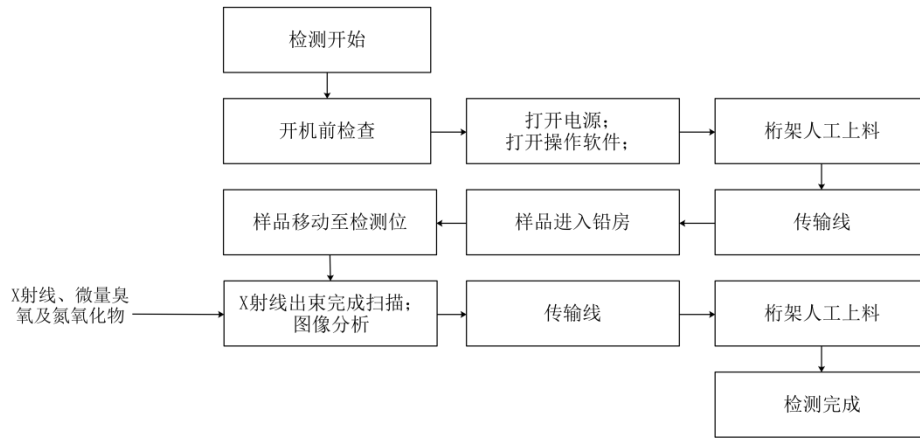 检测开始
开机前检查
打开电源；
打开操作软件；
桁架人工上料
传输线
样品进入铅房
样品移动至检测位
X射线、微量臭
氧及氮氧化物
X射线出束完成扫描；
图像分析
传输线
桁架人工上料
检测完成